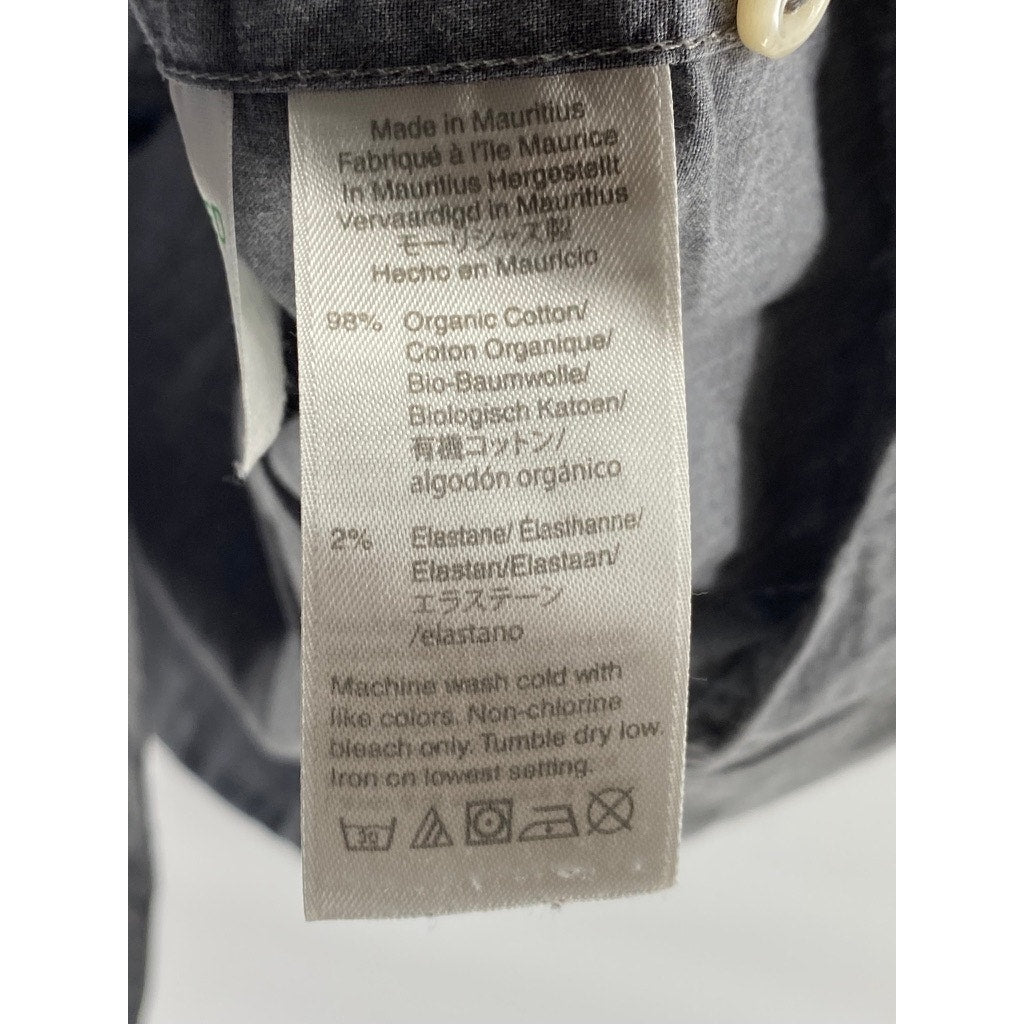 Made in Mauritius
Fabriqué à l'île Maurice
In Mauritius Hergestellt
Vervaardigd in Mauritius
モーリシャス製
Hecho en Mauricio
98% Organic Cotton/
Coton Organique/
Bio-Baumwolle/
Biologisch Katoen/
有機コットン/
algodón orgánico
2% Elastane/ Élasthanne/
Elastan/Elastaan/
エラステーン
/elastano
Machine wash cold with
like colors. Non-chlorine
bleach only. Tumble dry low.
Iron on lowest setting.
30